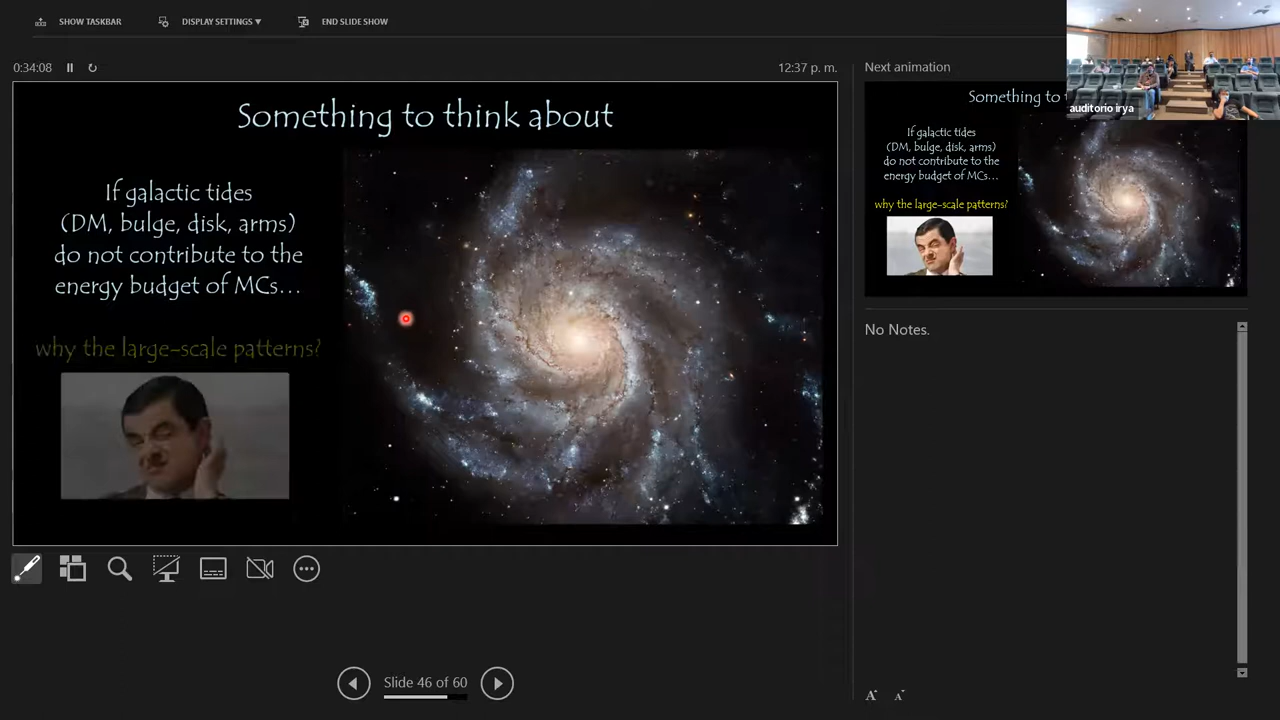 SHOW TASKBAR
DISPLAY SETTINGS ▼
END SLIDE SHOW
0:34:08
12:37 p. m.
Something to think about
If galactic tides
(DM, bulge, disk, arms)
do not contribute to the
energy budget of MCs...
why the large-scale patterns?
Slide 46 of 60
Next animation
auditorio irya
Something to
If galactic tides
(DM, bulge, disk, arms)
do not contribute to the
energy budget of MCs...
why the large-scale patterns?
No Notes.
A A